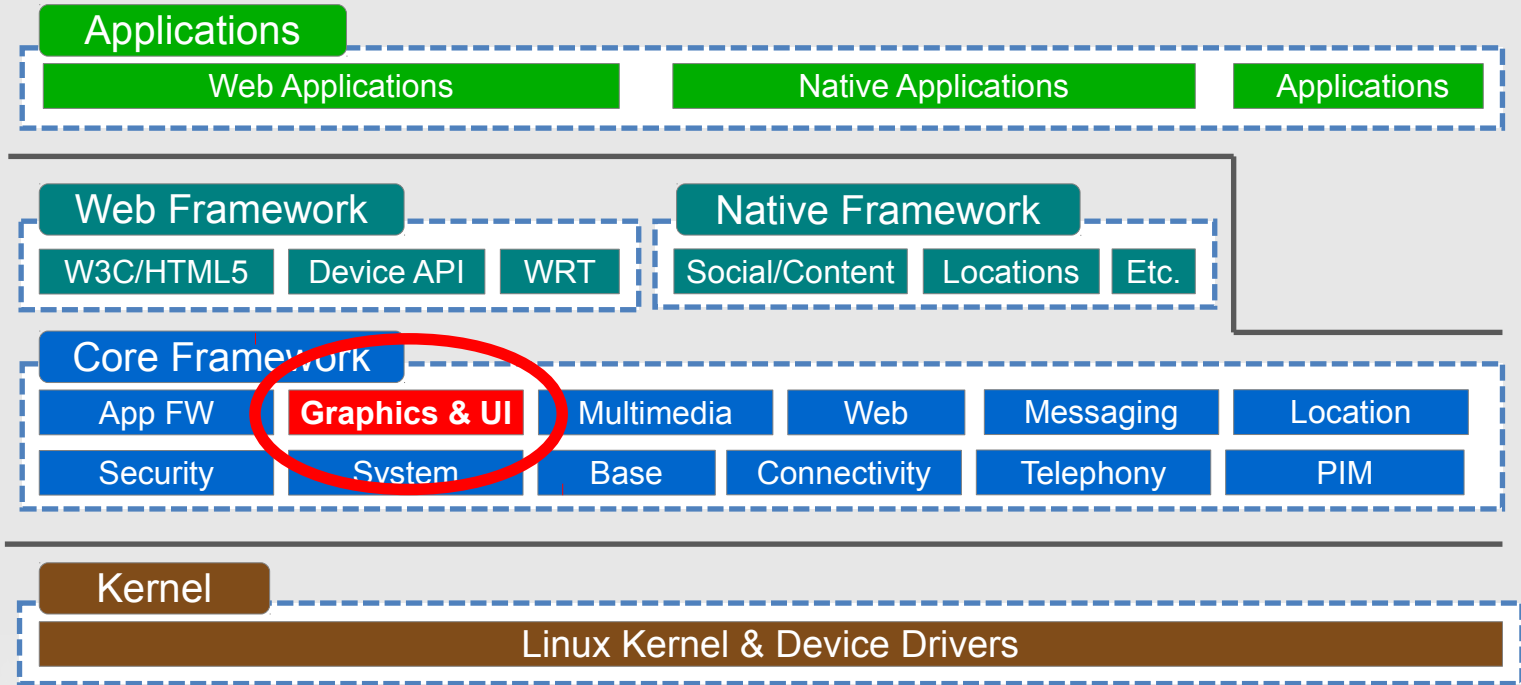 Applications
Web Applications
Native Applications
Applications
Web Framework
Native Framework
W3C/HTML5
Device API
WRT
Social/Content
Locations
Etc.
Core Framework
App FW
Graphics & UI
Multimedia
Web
Messaging
Location
Security
System
Base
Connectivity
Telephony
PIM
Kernel
Linux Kernel & Device Drivers